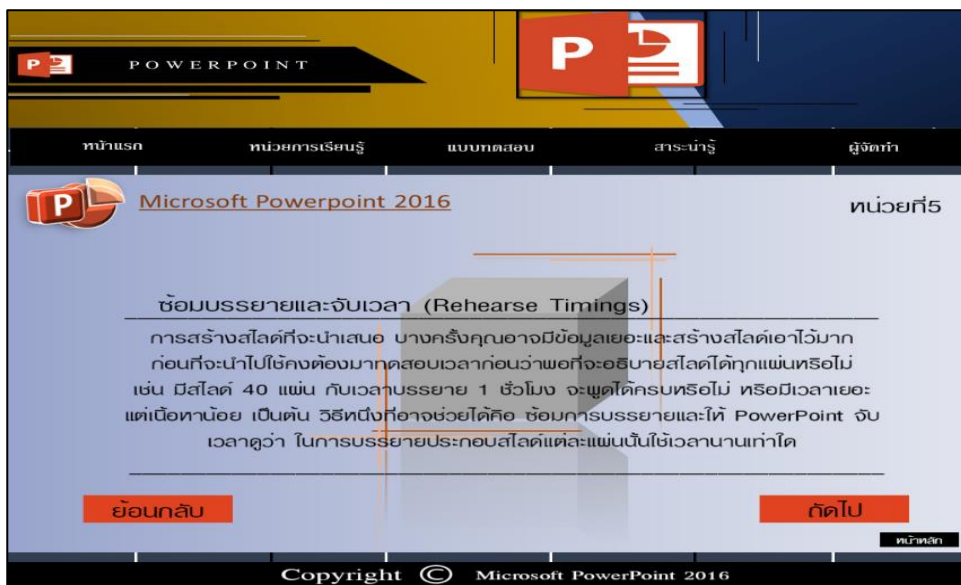 POWERPOINT
หน้าแรก หน่วยการเรียนรู้ แบบทดสอบ สาระน่ารู้ ผู้จัดทำ
Microsoft Powerpoint 2016
หน่วยที่5
ซ้อมบรรยายและจับเวลา (Rehearse Timings)
การสร้างสไลด์ที่จะนำเสนอ บางครั้งคุณอาจมีข้อมูลเยอะและสร้างสไลด์เอาไว้มาก
ก่อนที่จะนำไปใช้คงต้องมาทดสอบเวลาก่อนว่าพอที่จะอธิบายสไลด์ได้ทุกแผ่นหรือไม่
เช่น มีสไลด์ 40 แผ่น กับเวลาบรรยาย 1 ชั่วโมง จะพูดได้ครบหรือไม่ หรือมีเวลาเยอะ
แต่เนื้อหาน้อย เป็นต้น วิธีหนึ่งที่อาจช่วยได้คือ ซ้อมการบรรยายและให้ PowerPoint จับ
เวลาดูว่า ในการบรรยายประกอบสไลด์แต่ละแผ่นนั้นใช้เวลานานเท่าใด
ย้อนกลับ ถัดไป
หน้าหลัก
Copyright © Microsoft PowerPoint 2016